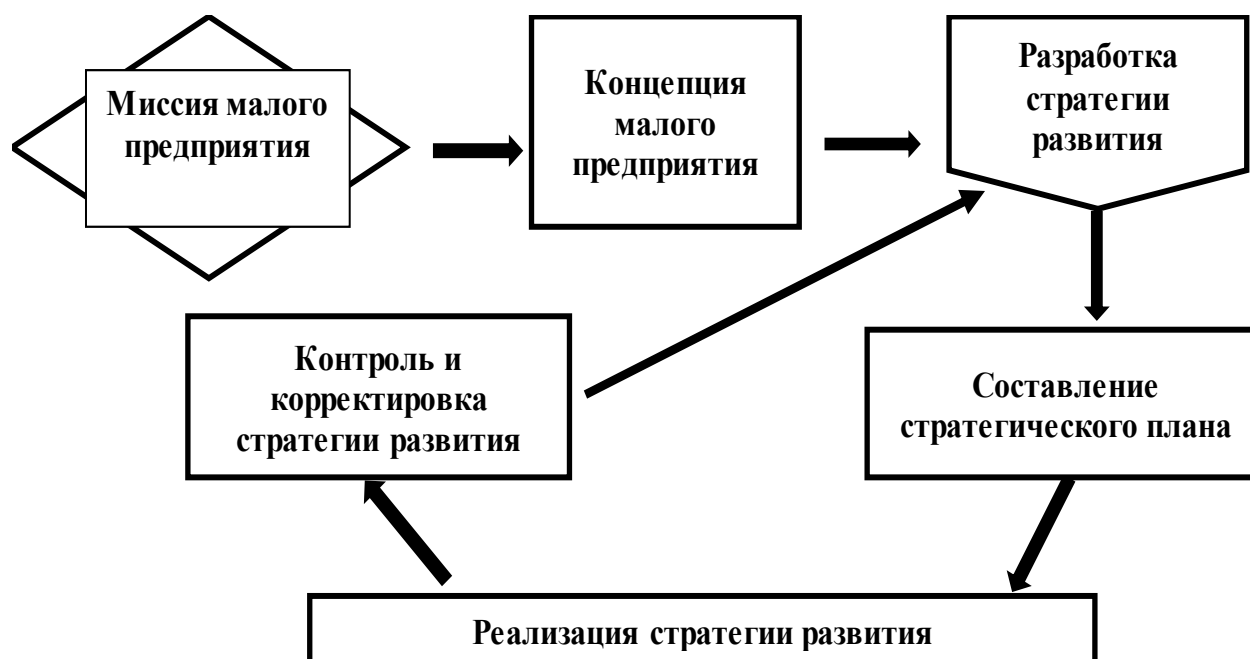 Миссия малого
предприятия
Концепция
малого
предприятия
Разработка
стратегии
развития
Контроль и
корректировка
стратегии развития
Составление
стратегического плана
Реализация стратегии развития